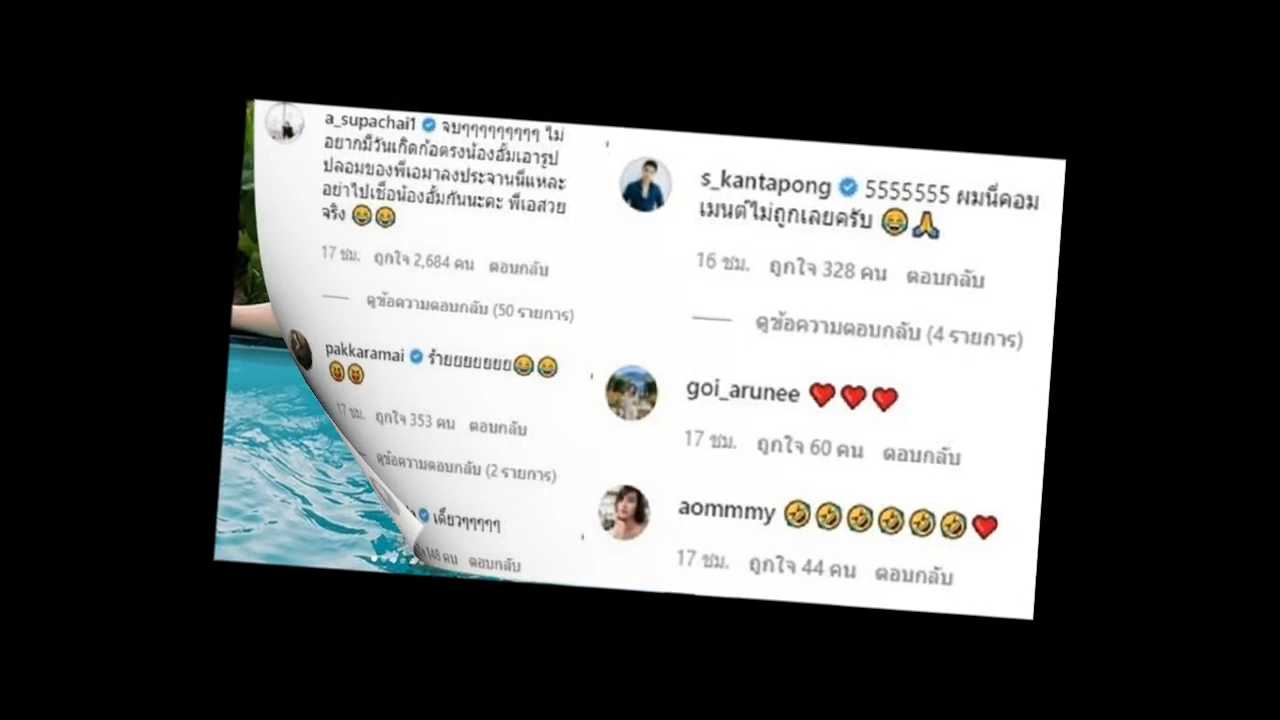 a_supachai1 จบๆๆๆๆๆๆๆๆๆ ไม่
อยากมีวันเกิดก้อตรงน้องอั้มเอารูป
ปลอมของพี่เอมาลงประจานนี่แหละ
อย่าไปเชื่อน้องอั้มกันนะคะ พี่เอสวย
จริง 😂😂
17 ชม. ถูกใจ 2,684 คน ตอบกลับ
ดูข้อความตอบกลับ (50 รายการ)
pakkaramai ร้ายยยยยยย😂😂
😝😝
17 ชม. ถูกใจ 353 คน ตอบกลับ
ดูข้อความตอบกลับ (2 รายการ)
เดี๋ยวๆๆๆๆๆ
148 คน ตอบกลับ
s_kantapong 5555555 ผมนี่คอม
เมนต์ไม่ถูกเลยครับ 😂🙏
16 ชม. ถูกใจ 328 คน ตอบกลับ
ดูข้อความตอบกลับ (4 รายการ)
goi_arunee ❤️❤️❤️
17 ชม. ถูกใจ 60 คน ตอบกลับ
aommmy 🤣🤣🤣🤣🤣🤣❤️
17 ชม. ถูกใจ 44 คน ตอบกลับ